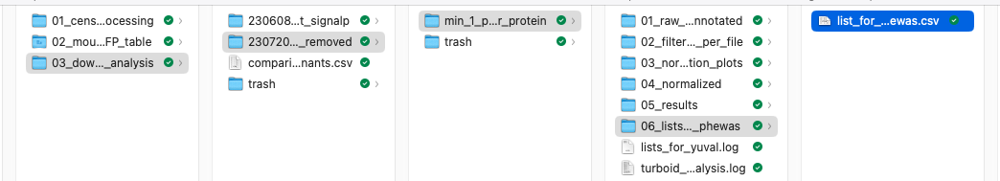 01_cens...ocessing
02_mou...FP_table
03_dow..._analysis
230608...t_signalp
230720..._removed
compari...nants.csv
trash
min_1_p...r_protein
trash
01_raw_...nnotated
02_filter..._per_file
03_nor...tion_plots
04_normalized
05_results
06_lists..._phewas
lists_for_yuval.log
turboid_...alysis.log
list_for_...ewas.csv